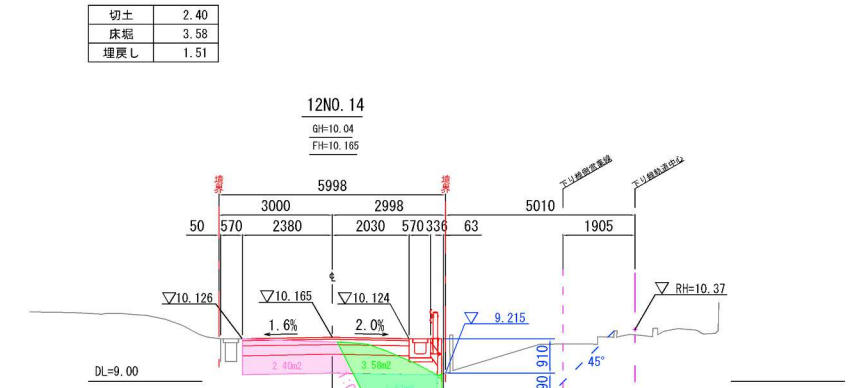 切土 2.40
床堀 3.58
埋戻し 1.51
12NO.14
GH=10.04
FH=10.165
境界 境界
下り線側営業線 下り線軌道中心
5998
3000 2998 5010
50 570 2380 2030 570 336 63 1905
℄
▽10.126 ▽10.165 ▽10.124 ▽ RH=10.37
▽ 9.215
1.6% 2.0%
910
2.40m2 3.58m2 45°
DL=9.00
90